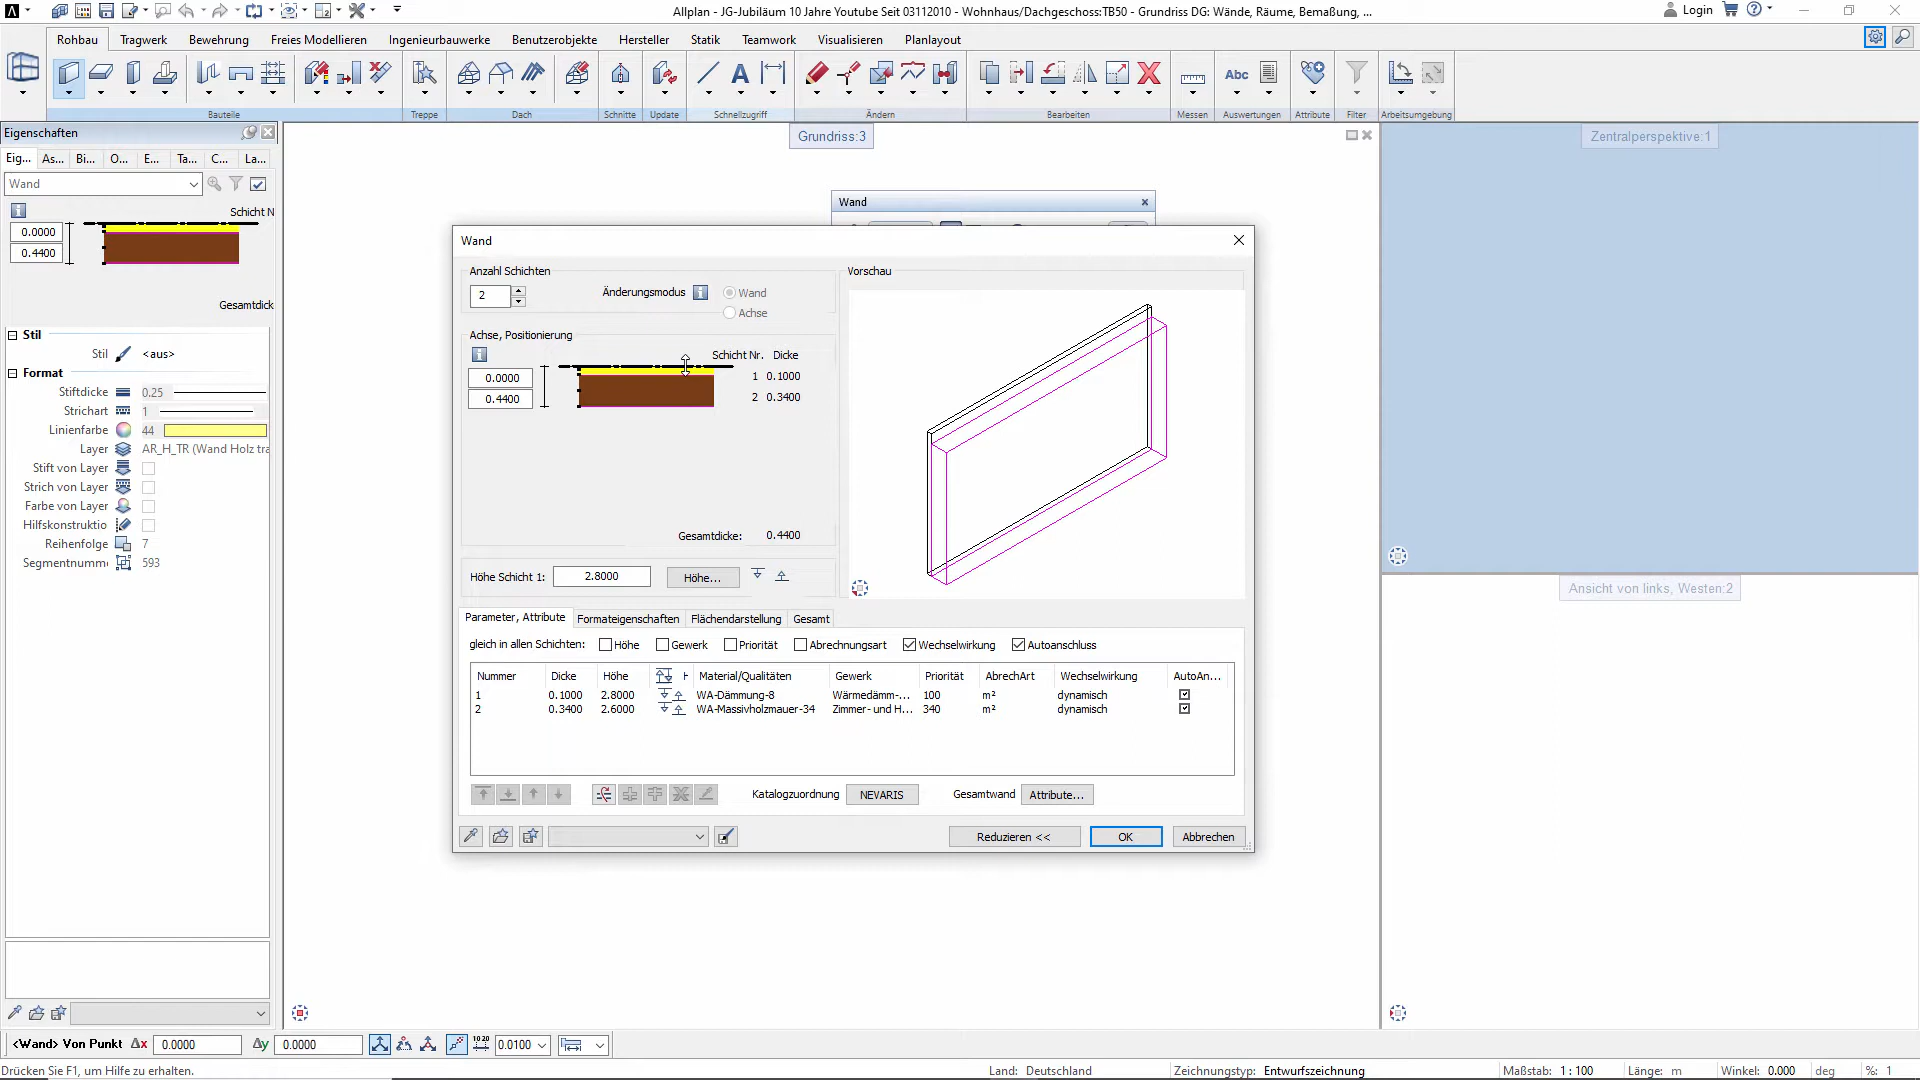 Allplan - JG-Jubiläum 10 Jahre Youtube Seit 03112010 - Wohnhaus/Dachgeschoss:TB50 - Grundriss DG: Wände, Räume, Bemaßung, ...
Login
Rohbau Tragwerk Bewehrung Freies Modellieren Ingenieurbauwerke Benutzerobjekte Hersteller Statik Teamwork Visualisieren Planlayout
Abc
Bauteile Treppe Dach Schnitte Update Schnellzugriff Ändern Bearbeiten Messen Auswertungen Attribute Filter Arbeitsumgebung
Eigenschaften
Eig... As... Bi... O... E... Ta... C... La...
Wand
Schicht N
0.0000
0.4400
Gesamtdick
Stil
Stil <aus>
Format
Stiftdicke 0.25
Strichart 1
Linienfarbe 44
Layer AR_H_TR (Wand Holz tra
Stift von Layer
Strich von Layer
Farbe von Layer
Hilfskonstruktio
Reihenfolge 7
Segmentnumm 593
Grundriss:3
Zentralperspektive:1
Ansicht von links, Westen:2
Wand
Wand
Anzahl Schichten
2
Änderungsmodus
Wand
Achse
Vorschau
Achse, Positionierung
Schicht Nr. Dicke
0.0000
0.4400
1 0.1000
2 0.3400
Gesamtdicke: 0.4400
Höhe Schicht 1: 2.8000 Höhe...
Parameter, Attribute Formateigenschaften Flächendarstellung Gesamt
gleich in allen Schichten: Höhe Gewerk Priorität Abrechnungsart Wechselwirkung Autoanschluss
Nummer Dicke Höhe H Material/Qualitäten Gewerk Priorität AbrechArt Wechselwirkung AutoAn...
1 0.1000 2.8000 WA-Dämmung-8 Wärmedämm-... 100 m² dynamisch
2 0.3400 2.6000 WA-Massivholzmauer-34 Zimmer- und H... 340 m² dynamisch
Katalogzuordnung NEVARIS Gesamtwand Attribute...
Reduzieren << OK Abbrechen
<Wand> Von Punkt Δx 0.0000 Δy 0.0000 10 20 0.0100
Drücken Sie F1, um Hilfe zu erhalten. Land: Deutschland Zeichnungstyp: Entwurfszeichnung Maßstab: 1 : 100 Länge: m Winkel: 0.000 deg %: 1